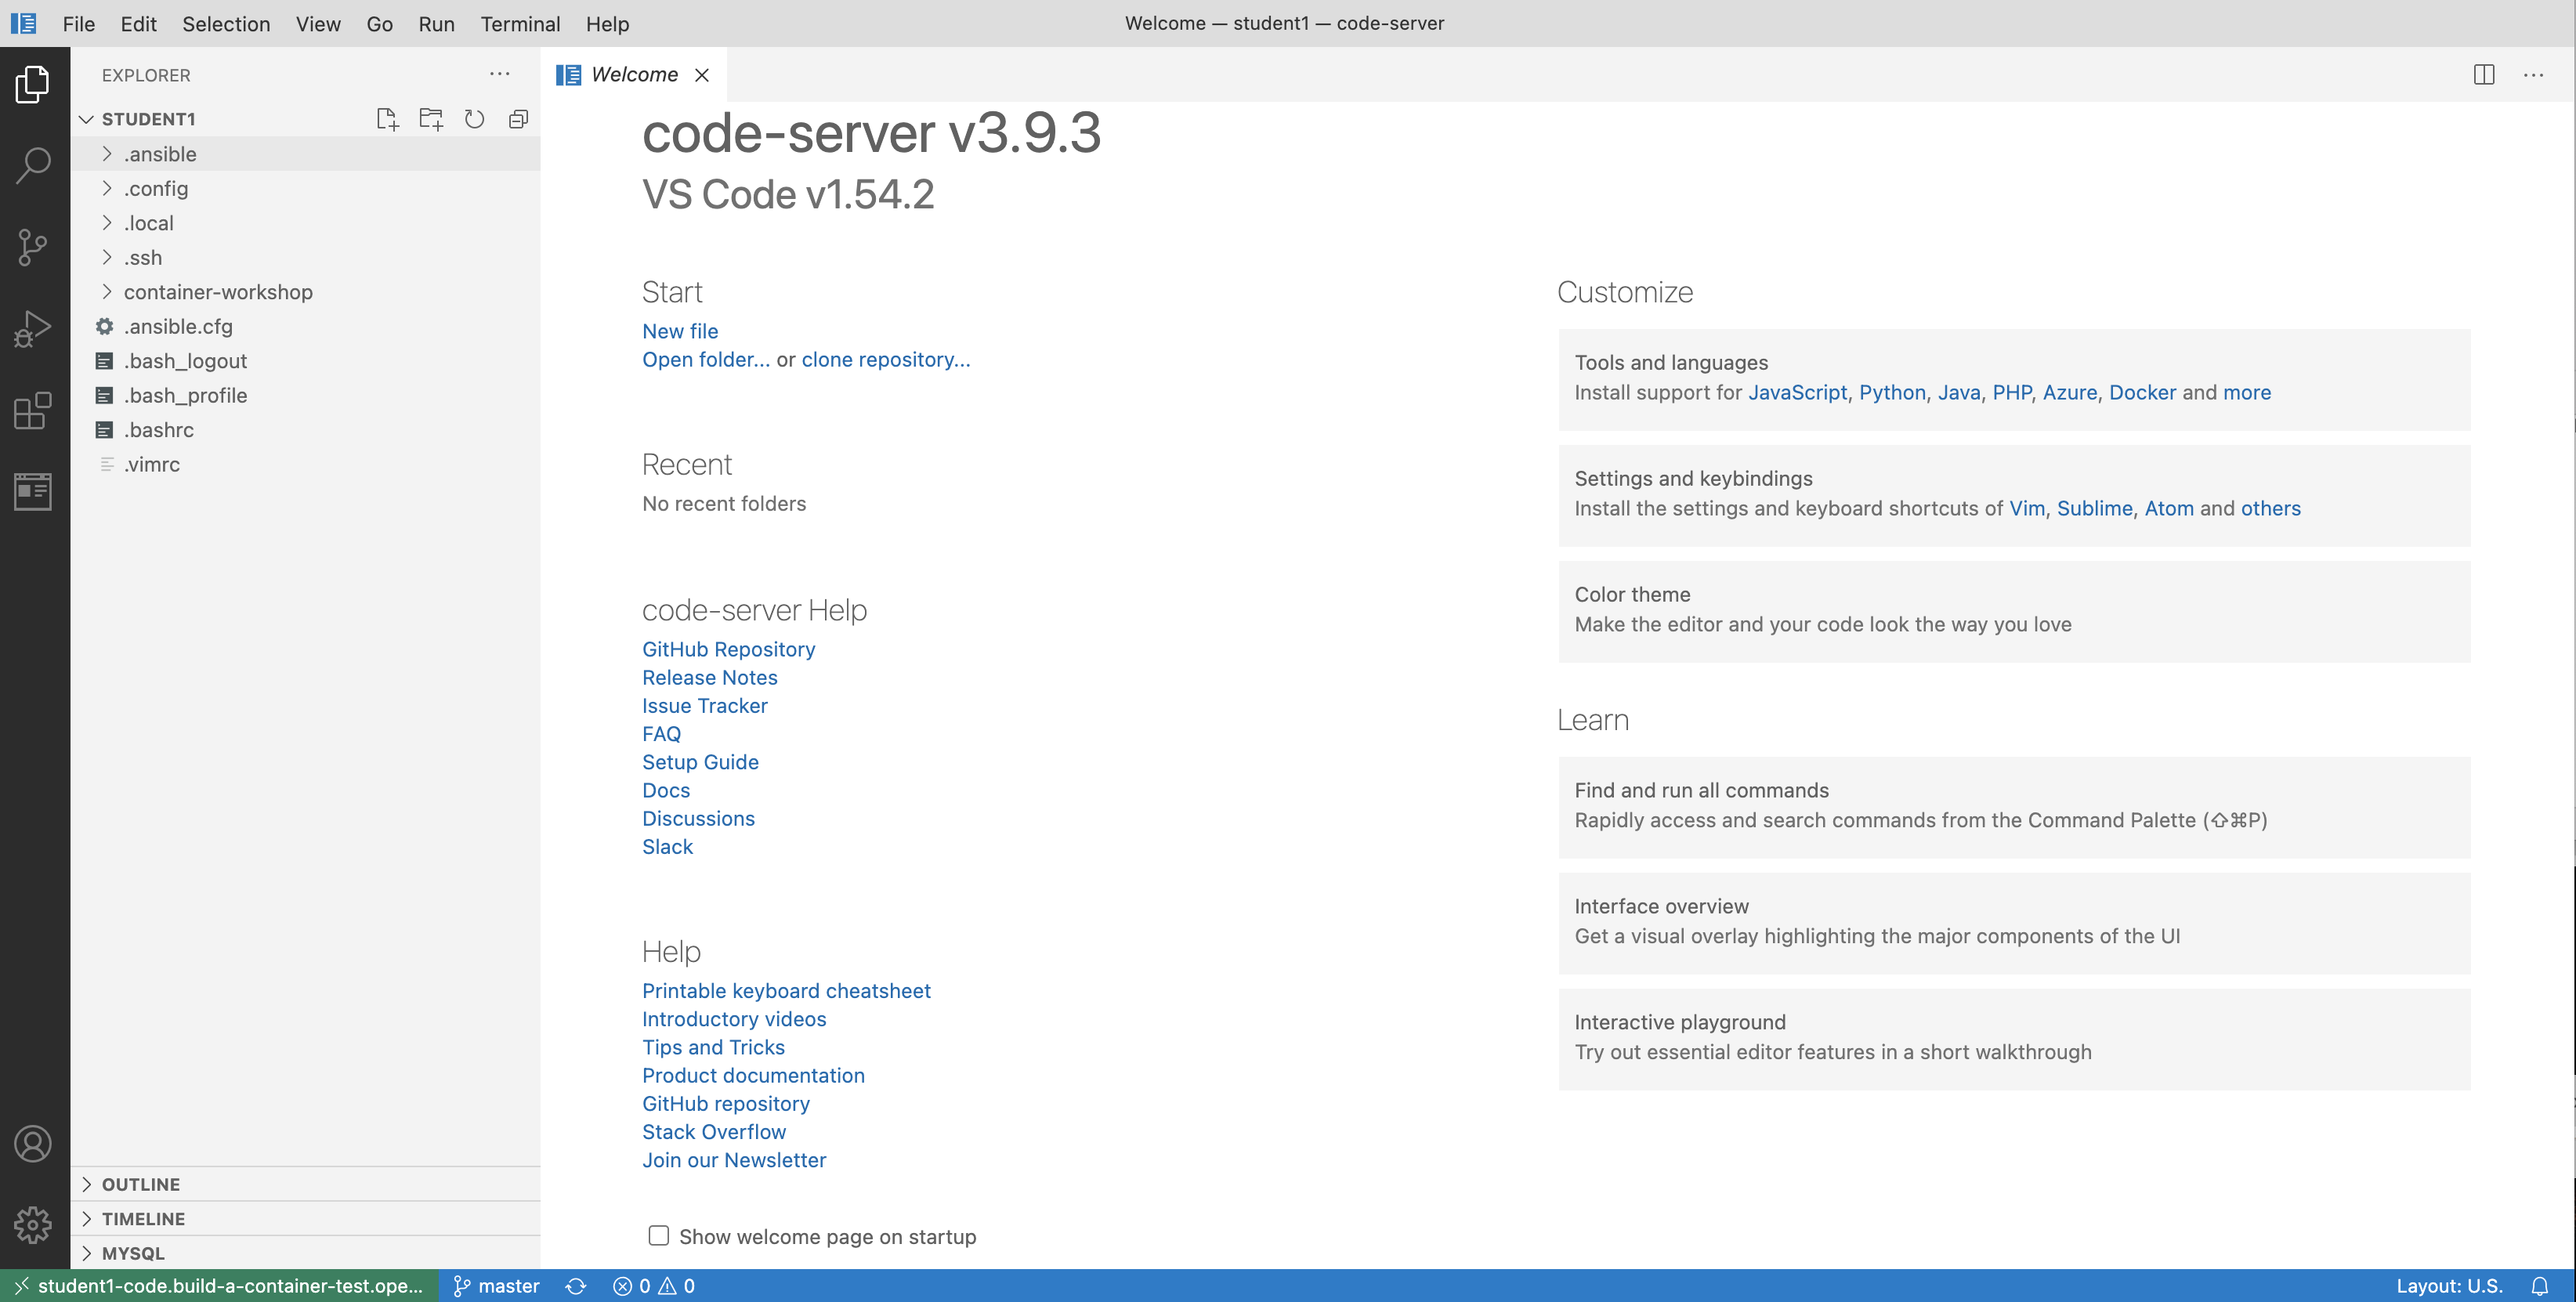 File Edit Selection View Go Run Terminal Help
Welcome — student1 — code-server
EXPLORER
STUDENT1
.ansible
.config
.local
.ssh
container-workshop
.ansible.cfg
.bash_logout
.bash_profile
.bashrc
.vimrc
OUTLINE
TIMELINE
MYSQL
Welcome
code-server v3.9.3
VS Code v1.54.2
Start
New file
Open folder... or clone repository...
Recent
No recent folders
code-server Help
GitHub Repository
Release Notes
Issue Tracker
FAQ
Setup Guide
Docs
Discussions
Slack
Help
Printable keyboard cheatsheet
Introductory videos
Tips and Tricks
Product documentation
GitHub repository
Stack Overflow
Join our Newsletter
Show welcome page on startup
Customize
Tools and languages
Install support for JavaScript, Python, Java, PHP, Azure, Docker and more
Settings and keybindings
Install the settings and keyboard shortcuts of Vim, Sublime, Atom and others
Color theme
Make the editor and your code look the way you love
Learn
Find and run all commands
Rapidly access and search commands from the Command Palette (⇧⌘P)
Interface overview
Get a visual overlay highlighting the major components of the UI
Interactive playground
Try out essential editor features in a short walkthrough
student1-code.build-a-container-test.ope... master 0 0 Layout: U.S.